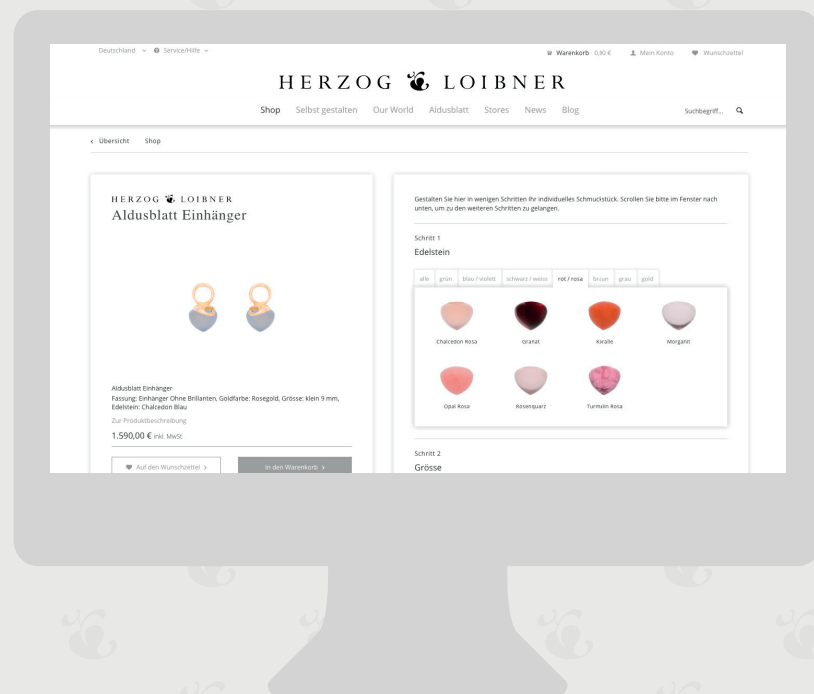 Deutschland
Service/Hilfe
Warenkorb 0,00 €
Mein Konto
Wunschzettel
HERZOG LOIBNER
Shop Selbst gestalten Our World Aldusblatt Stores News Blog
Suchbegriff...
Übersicht Shop
HERZOG LOIBNER
Aldusblatt Einhänger
Aldusblatt Einhänger
Fassung: Einhänger Ohne Brillanten, Goldfarbe: Rosegold, Grösse: klein 9 mm,
Edelstein: Chalcedon Blau
Zur Produktbeschreibung
1.590,00 € inkl. MwSt
Auf den Wunschzettel
In den Warenkorb
Gestalten Sie hier in wenigen Schritten Ihr individuelles Schmuckstück. Scrollen Sie bitte im Fenster nach
unten, um zu den weiteren Schritten zu gelangen.
Schritt 1
Edelstein
alle grün blau / violett schwarz / weiss rot / rosa braun grau gold
Chalcedon Rosa Granat Koralle Morganit
Opal Rosa Rosenquarz Turmalin Rosa
Schritt 2
Grösse